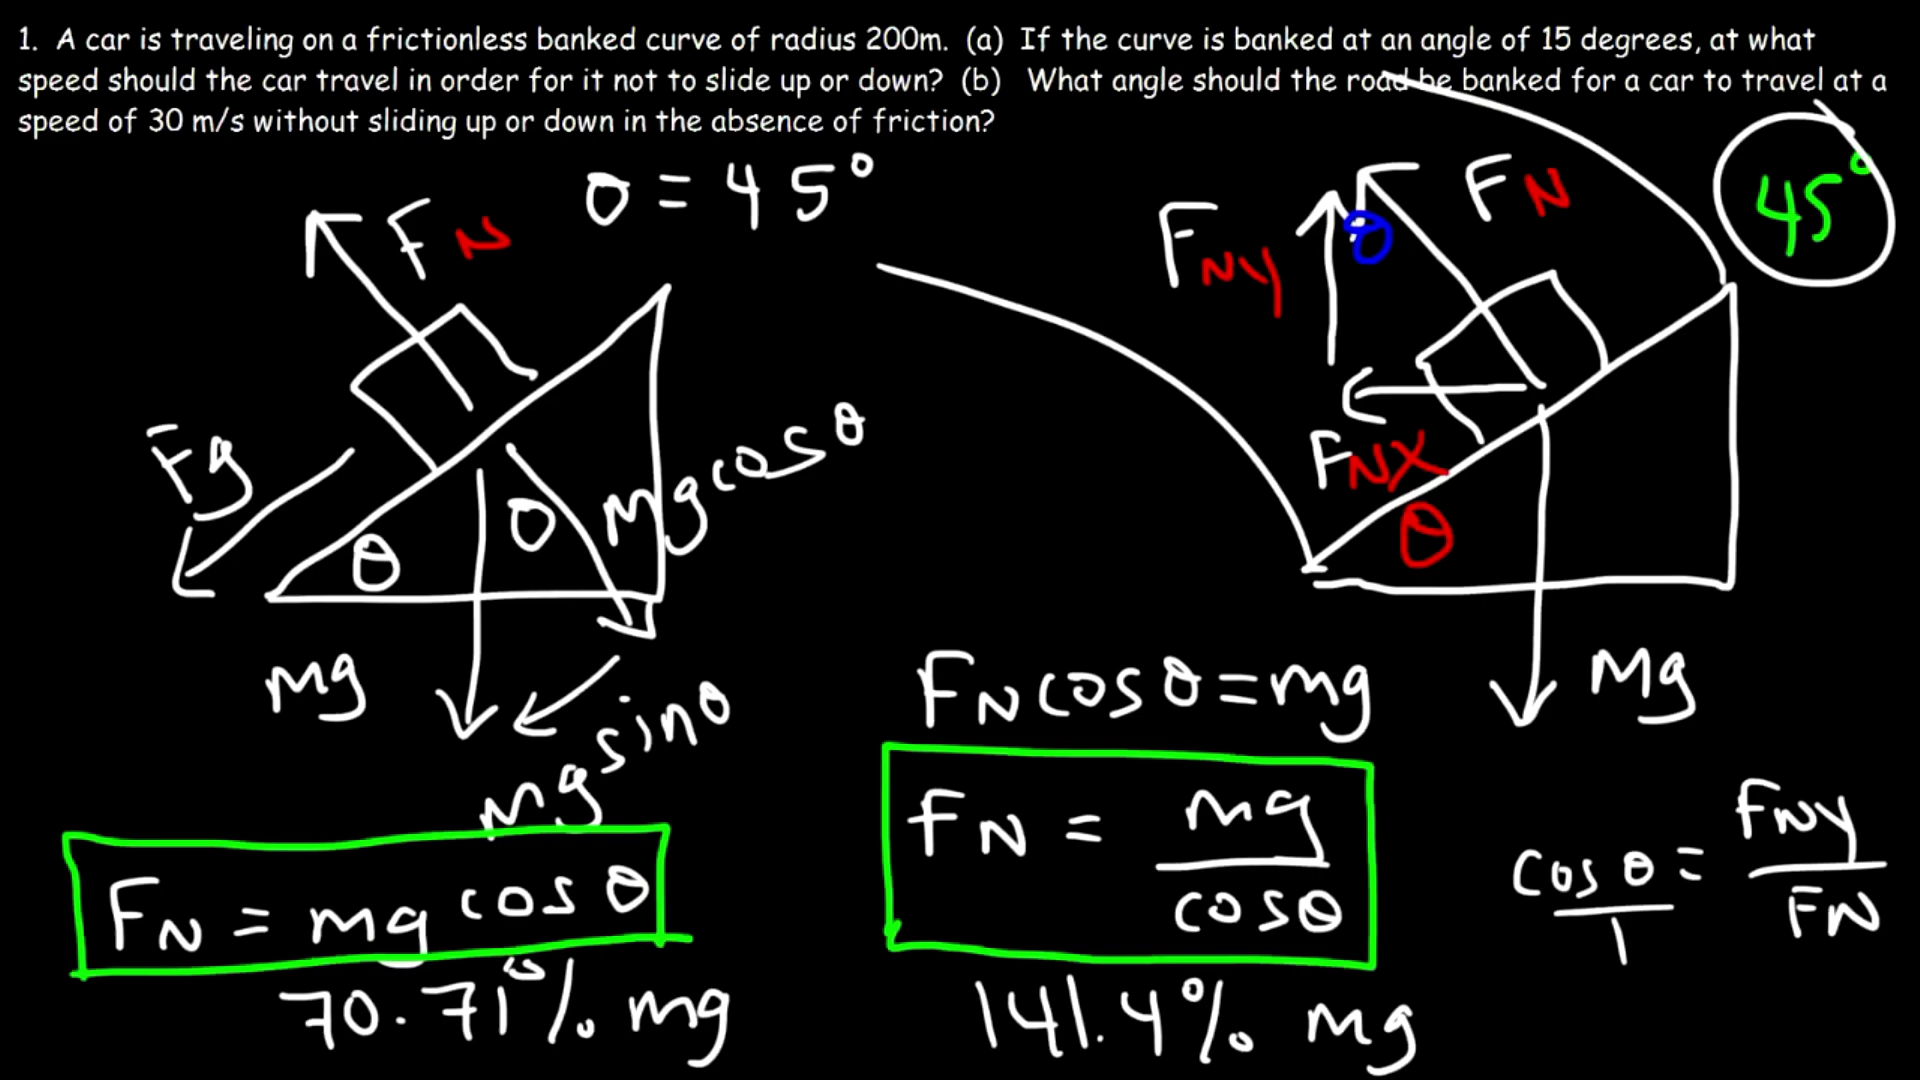 1. A car is traveling on a frictionless banked curve of radius 200m. (a) If the curve is banked at an angle of 15 degrees, at what
speed should the car travel in order for it not to slide up or down? (b) What angle should the road be banked for a car to travel at a
speed of 30 m/s without sliding up or down in the absence of friction?
θ = 45°
45°
FN
FN
FNy
θ
Fg
mg cosθ
FNX
θ
θ
θ
mg
mg sinθ
mg
FN cosθ = mg
FN = mg cosθ
FN = mg / cosθ
cosθ / 1 = FNy / FN
70.71% mg
141.4% mg